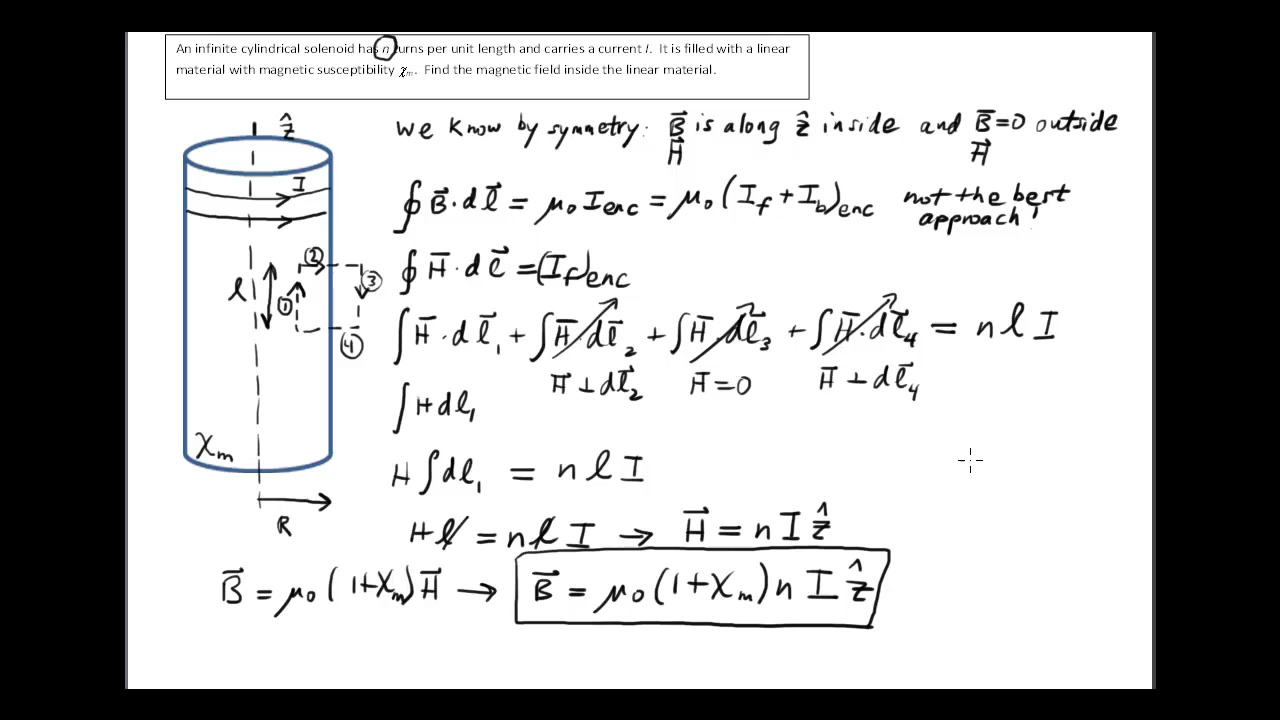 An infinite cylindrical solenoid has n turns per unit length and carries a current I. It is filled with a linear
material with magnetic susceptibility χₘ. Find the magnetic field inside the linear material.
ẑ
I
l
①
②
③
④
χₘ
R
We know by symmetry: B⃗ is along ẑ inside and B⃗=0 outside
H⃗ H⃗
∮ B⃗ · dl⃗ = μ₀ Ienc = μ₀ (If + Ib)enc not the best
approach!
∮ H⃗ · dl⃗ = (If)enc
∫ H⃗ · dl⃗₁ + ∫ H⃗ · dl⃗₂ + ∫ H⃗ · dl⃗₃ + ∫ H⃗ · dl⃗₄ = n l I
H⃗ ⊥ dl⃗₂ H⃗ = 0 H⃗ ⊥ dl⃗₄
∫ H dl₁
H ∫ dl₁ = n l I
H l = n l I → H⃗ = n I ẑ
B⃗ = μ₀ (1+χₘ) H⃗ → B⃗ = μ₀ (1+χₘ) n I ẑ